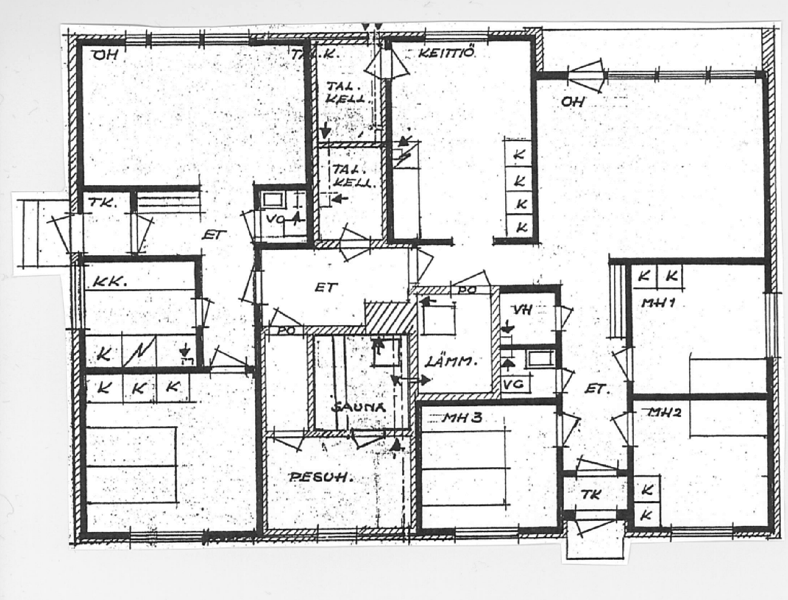 OH
KEITTIÖ
TAL.
KELL.
OH
K
TAL.
KELL.
K
TK.
K
VC
ET
K
KK.
ET
K K
MH1
PO
VH
PO
K
LÄMM.
K K K
VC
ET.
SAUNA
MH3
MH2
PESUH.
TK
K
K